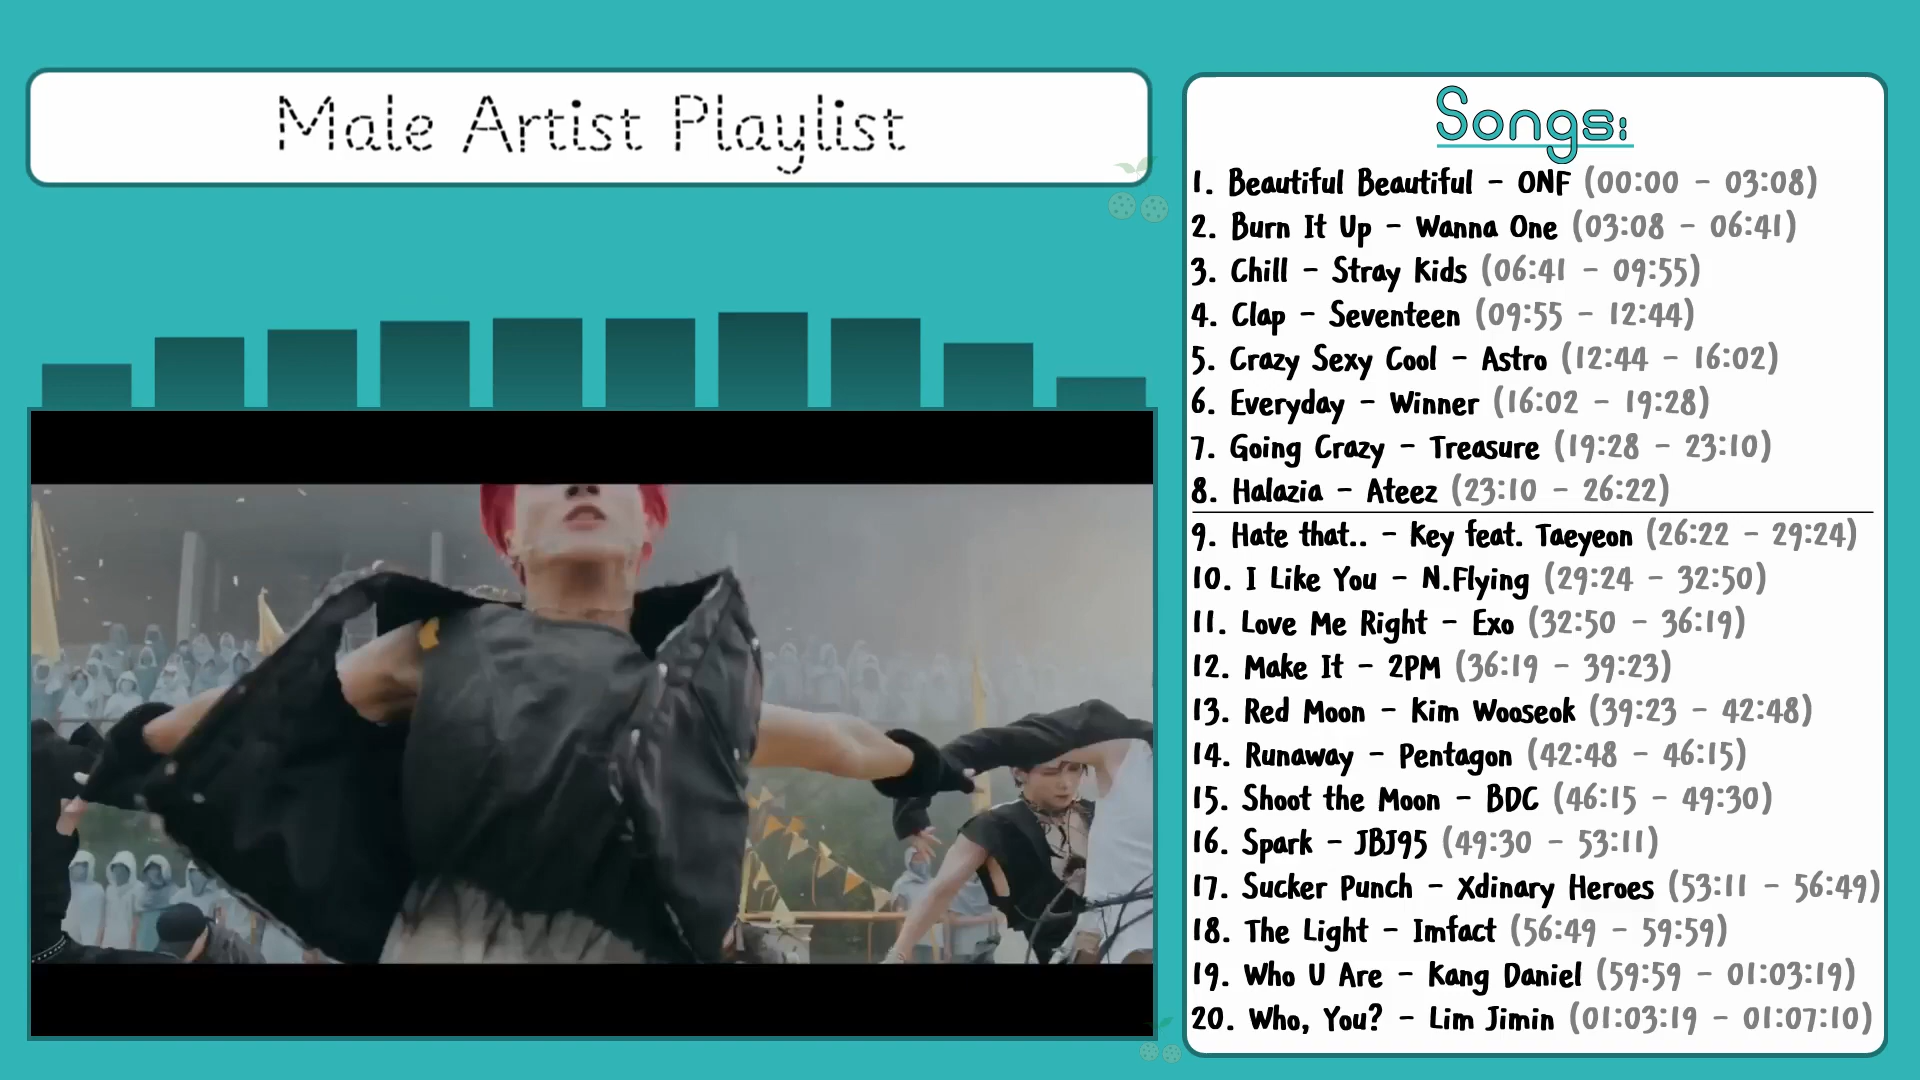 Male Artist Playlist
Songs:
1. Beautiful Beautiful - ONF (00:00 - 03:08)
2. Burn It Up - Wanna One (03:08 - 06:41)
3. Chill - Stray Kids (06:41 - 09:55)
4. Clap - Seventeen (09:55 - 12:44)
5. Crazy Sexy Cool - Astro (12:44 - 16:02)
6. Everyday - Winner (16:02 - 19:28)
7. Going Crazy - Treasure (19:28 - 23:10)
8. Halazia - Ateez (23:10 - 26:22)
9. Hate that.. - Key feat. Taeyeon (26:22 - 29:24)
10. I Like You - N.Flying (29:24 - 32:50)
11. Love Me Right - Exo (32:50 - 36:19)
12. Make It - 2PM (36:19 - 39:23)
13. Red Moon - Kim Wooseok (39:23 - 42:48)
14. Runaway - Pentagon (42:48 - 46:15)
15. Shoot the Moon - BDC (46:15 - 49:30)
16. Spark - JBJ95 (49:30 - 53:11)
17. Sucker Punch - Xdinary Heroes (53:11 - 56:49)
18. The Light - Imfact (56:49 - 59:59)
19. Who U Are - Kang Daniel (59:59 - 01:03:19)
20. Who, You? - Lim Jimin (01:03:19 - 01:07:10)